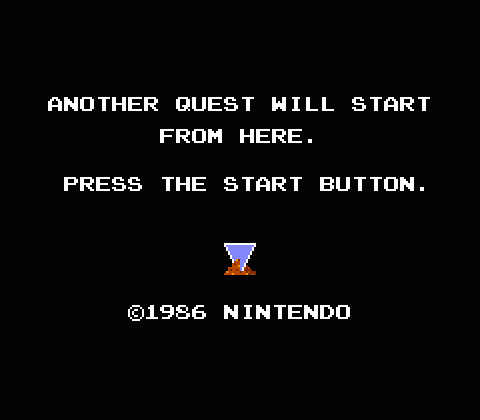 ANOTHER QUEST WILL START
FROM HERE.
PRESS THE START BUTTON.
©1986 NINTENDO